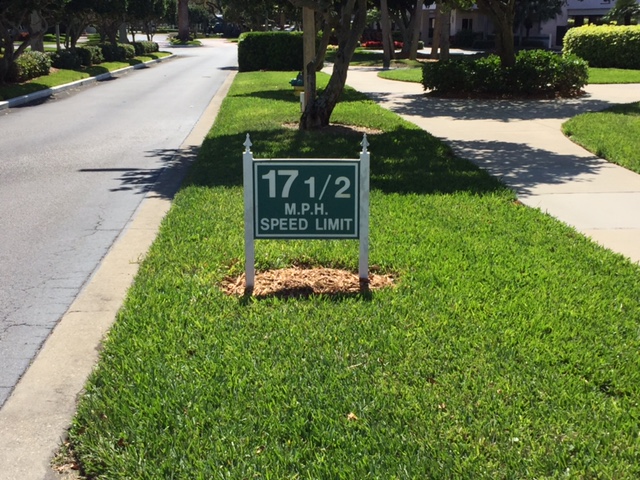 17 1/2
M.P.H.
SPEED LIMIT